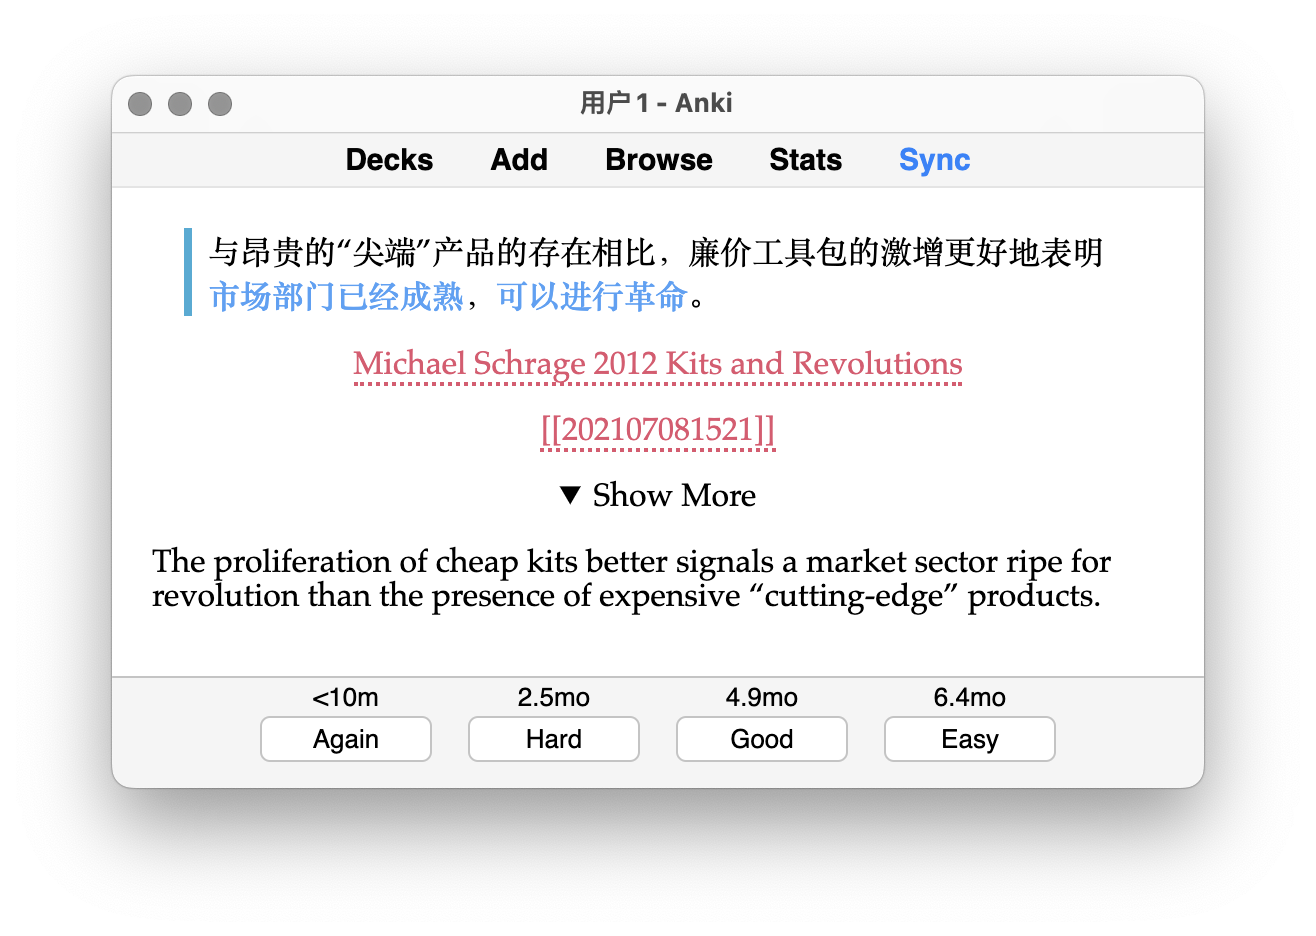 用户1 - Anki
Decks Add Browse Stats Sync
与昂贵的“尖端”产品的存在相比，廉价工具包的激增更好地表明
市场部门已经成熟，可以进行革命。
Michael Schrage 2012 Kits and Revolutions
[[202107081521]]
▼ Show More
The proliferation of cheap kits better signals a market sector ripe for
revolution than the presence of expensive “cutting-edge” products.
<10m 2.5mo 4.9mo 6.4mo
Again Hard Good Easy